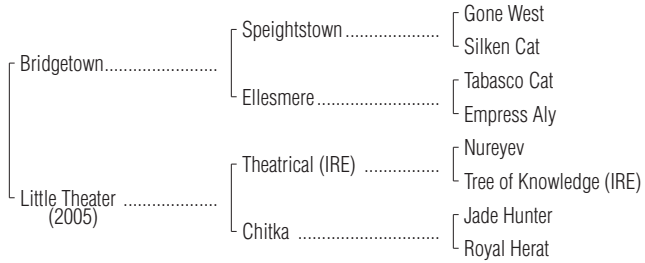 Gone West
Speightstown
Silken Cat
Bridgetown
Tabasco Cat
Ellesmere
Empress Aly
Nureyev
Theatrical (IRE)
Tree of Knowledge (IRE)
Little Theater
(2005)
Jade Hunter
Chitka
Royal Herat